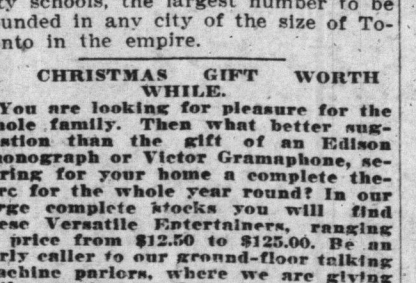 ty schools, the largest number to be
unded in any city of the size of To-
nto in the empire.
CHRISTMAS GIFT WORTH
WHILE.
You are looking for pleasure for the
hole family. Then what better sug-
stion than the gift of an Edison
honograph or Victor Gramaphone, se-
ring for your home a complete the-
rc for the whole year round? In our
rge complete stocks you will find
ese Versatile Entertainers, ranging
price from $12.50 to $125.00. Be an
rly caller to our ground-floor talking
achine parlors, where we are giving